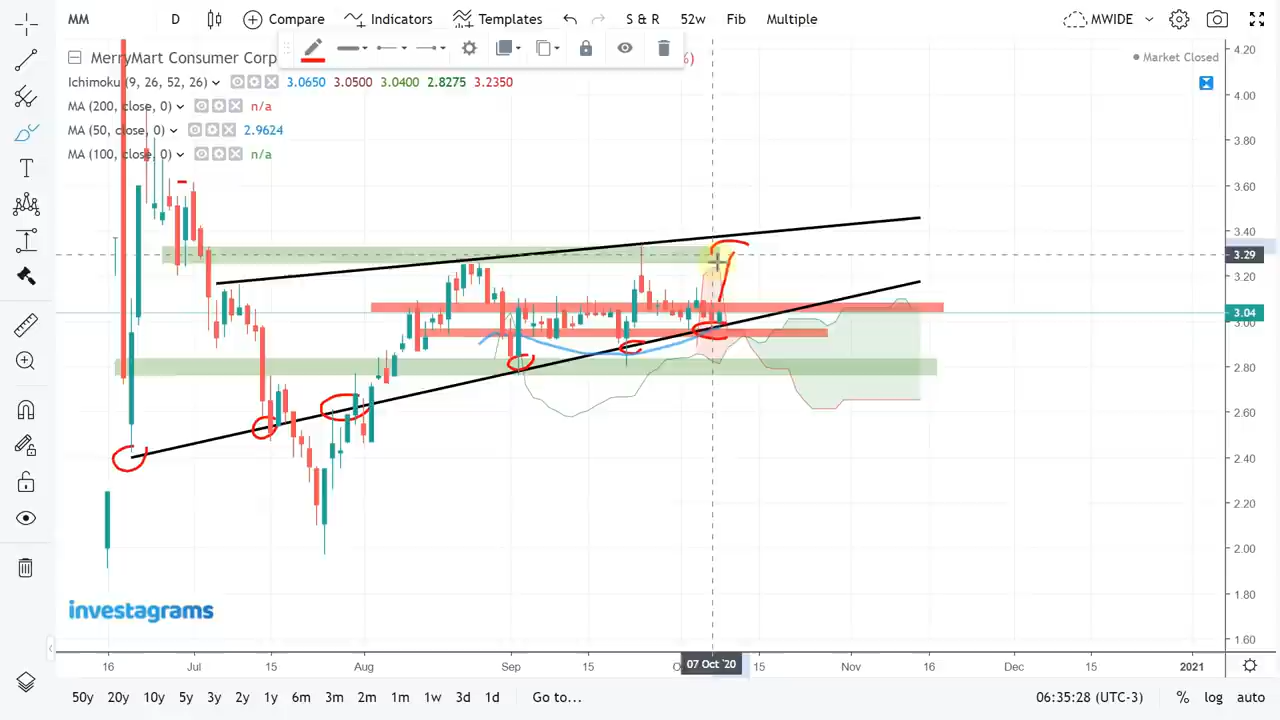 MM D Compare Indicators Templates S & R 52w Fib Multiple MWIDE
MerryMart Consumer Corp %)
Market Closed
Ichimoku (9, 26, 52, 26) 3.0650 3.0500 3.0400 2.8275 3.2350
MA (200, close, 0) n/a
MA (50, close, 0) 2.9624
MA (100, close, 0) n/a
4.20
4.00
3.80
3.60
3.40
3.29
3.20
3.04
3.00
2.80
2.60
2.40
2.20
2.00
1.80
1.60
investagrams
16 Jul 15 Aug Sep 15 07 Oct '20 15 Nov 16 Dec 15 2021
50y 20y 10y 5y 3y 2y 1y 6m 3m 2m 1m 1w 3d 1d Go to... 06:35:28 (UTC-3) % log auto